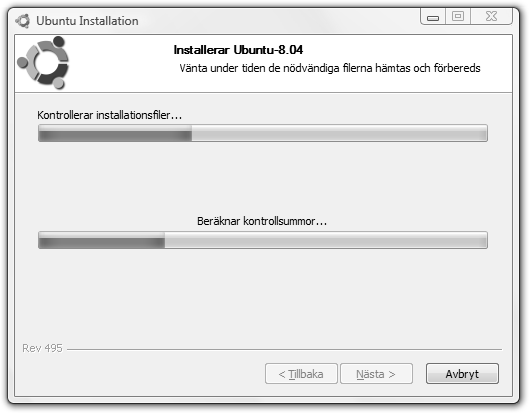 Ubuntu Installation
Installerar Ubuntu-8.04
Vänta under tiden de nödvändiga filerna hämtas och förbereds
Kontrollerar installationsfiler...
Beräknar kontrollsummor...
Rev 495
< Tillbaka
Nästa >
Avbryt